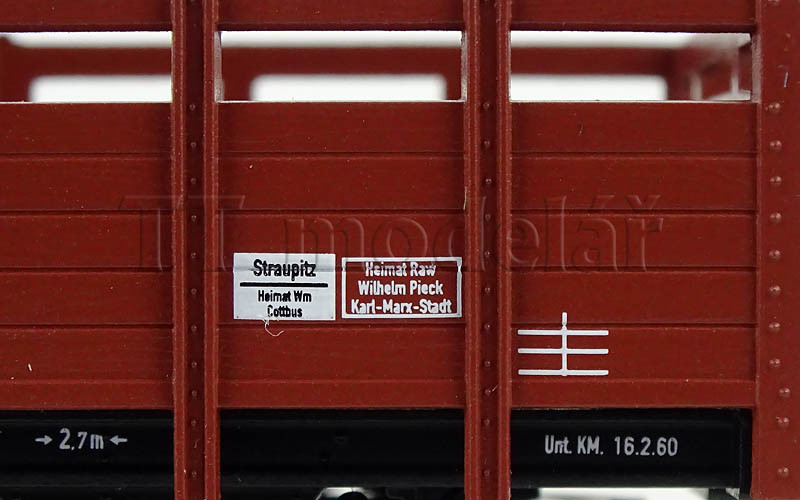 TT modelář
Straupitz
Heimat Wm
Cottbus
Heimat Raw
Wilhelm Pieck
Karl-Marx-Stadt
2,7m
Unt. KM. 16.2.60